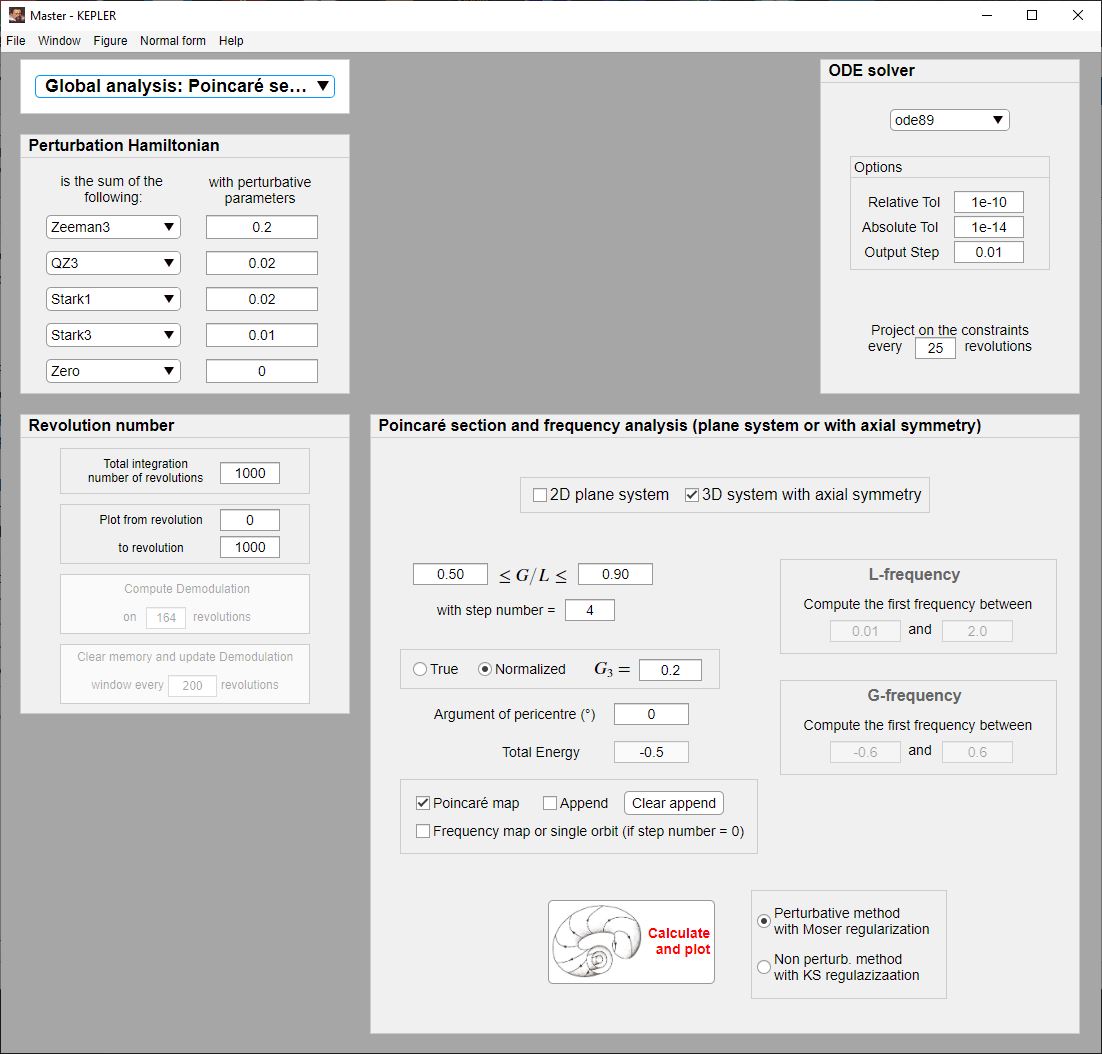 Master - KEPLER
File Window Figure Normal form Help
Global analysis: Poincaré se...
Perturbation Hamiltonian
is the sum of the
following:
with perturbative
parameters
Zeeman3 0.2
QZ3 0.02
Stark1 0.02
Stark3 0.01
Zero 0
ODE solver
ode89
Options
Relative Tol 1e-10
Absolute Tol 1e-14
Output Step 0.01
Project on the constraints
every 25 revolutions
Revolution number
Total integration
number of revolutions 1000
Plot from revolution 0
to revolution 1000
Compute Demodulation
on 164 revolutions
Clear memory and update Demodulation
window every 200 revolutions
Poincaré section and frequency analysis (plane system or with axial symmetry)
2D plane system 3D system with axial symmetry
0.50 ≤ G/L ≤ 0.90
with step number = 4
True Normalized G₃ = 0.2
Argument of pericentre (°) 0
Total Energy -0.5
Poincaré map Append Clear append
Frequency map or single orbit (if step number = 0)
L-frequency
Compute the first frequency between
0.01 and 2.0
G-frequency
Compute the first frequency between
-0.6 and 0.6
Calculate
and plot
Perturbative method
with Moser regularization
Non perturb. method
with KS regulazizaation